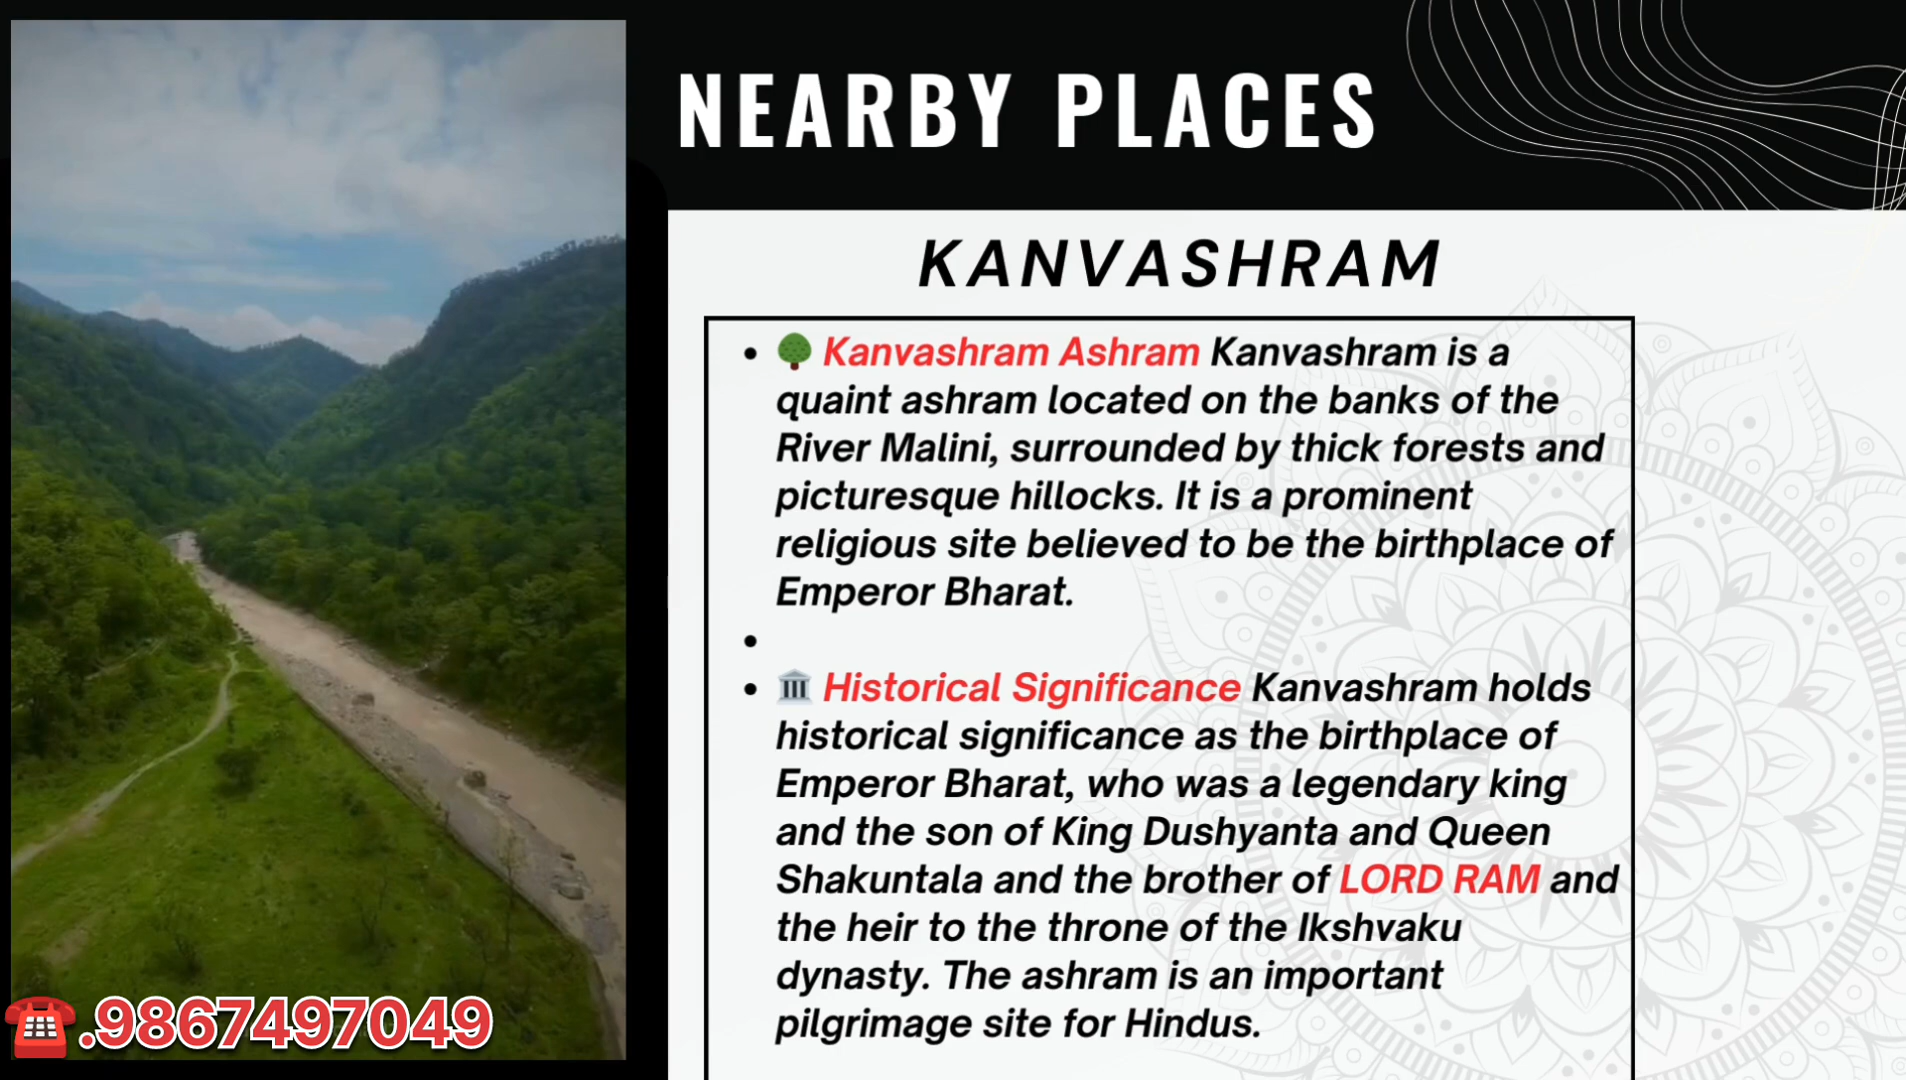 NEARBY PLACES
KANVASHRAM
• 🌳 Kanvashram Ashram Kanvashram is a
quaint ashram located on the banks of the
River Malini, surrounded by thick forests and
picturesque hillocks. It is a prominent
religious site believed to be the birthplace of
Emperor Bharat.
•
• 🏛 Historical Significance Kanvashram holds
historical significance as the birthplace of
Emperor Bharat, who was a legendary king
and the son of King Dushyanta and Queen
Shakuntala and the brother of LORD RAM and
the heir to the throne of the Ikshvaku
dynasty. The ashram is an important
pilgrimage site for Hindus.
☎.9867497049